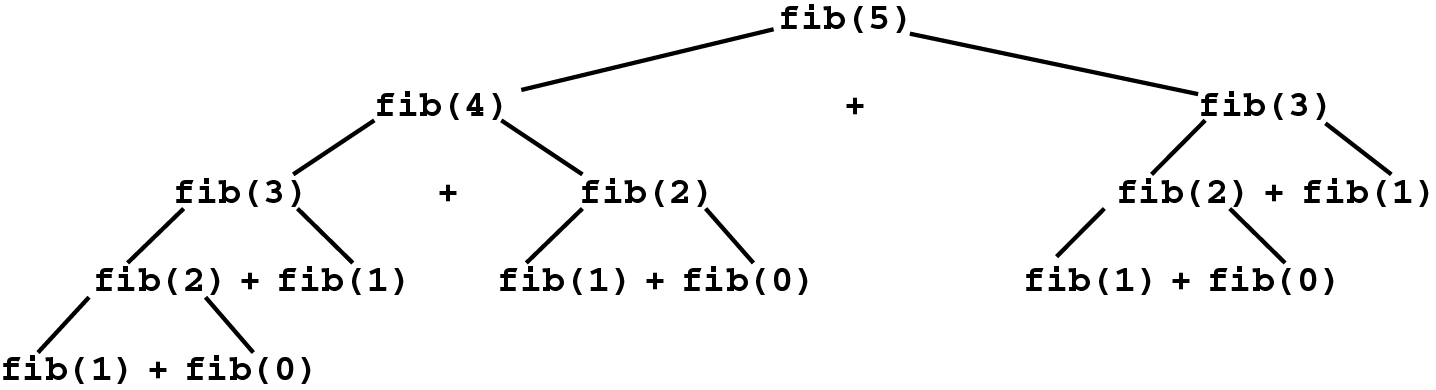 fib(5)
fib(4) + fib(3)
fib(3) + fib(2) fib(2) + fib(1)
fib(2) + fib(1) fib(1) + fib(0) fib(1) + fib(0)
fib(1) + fib(0)